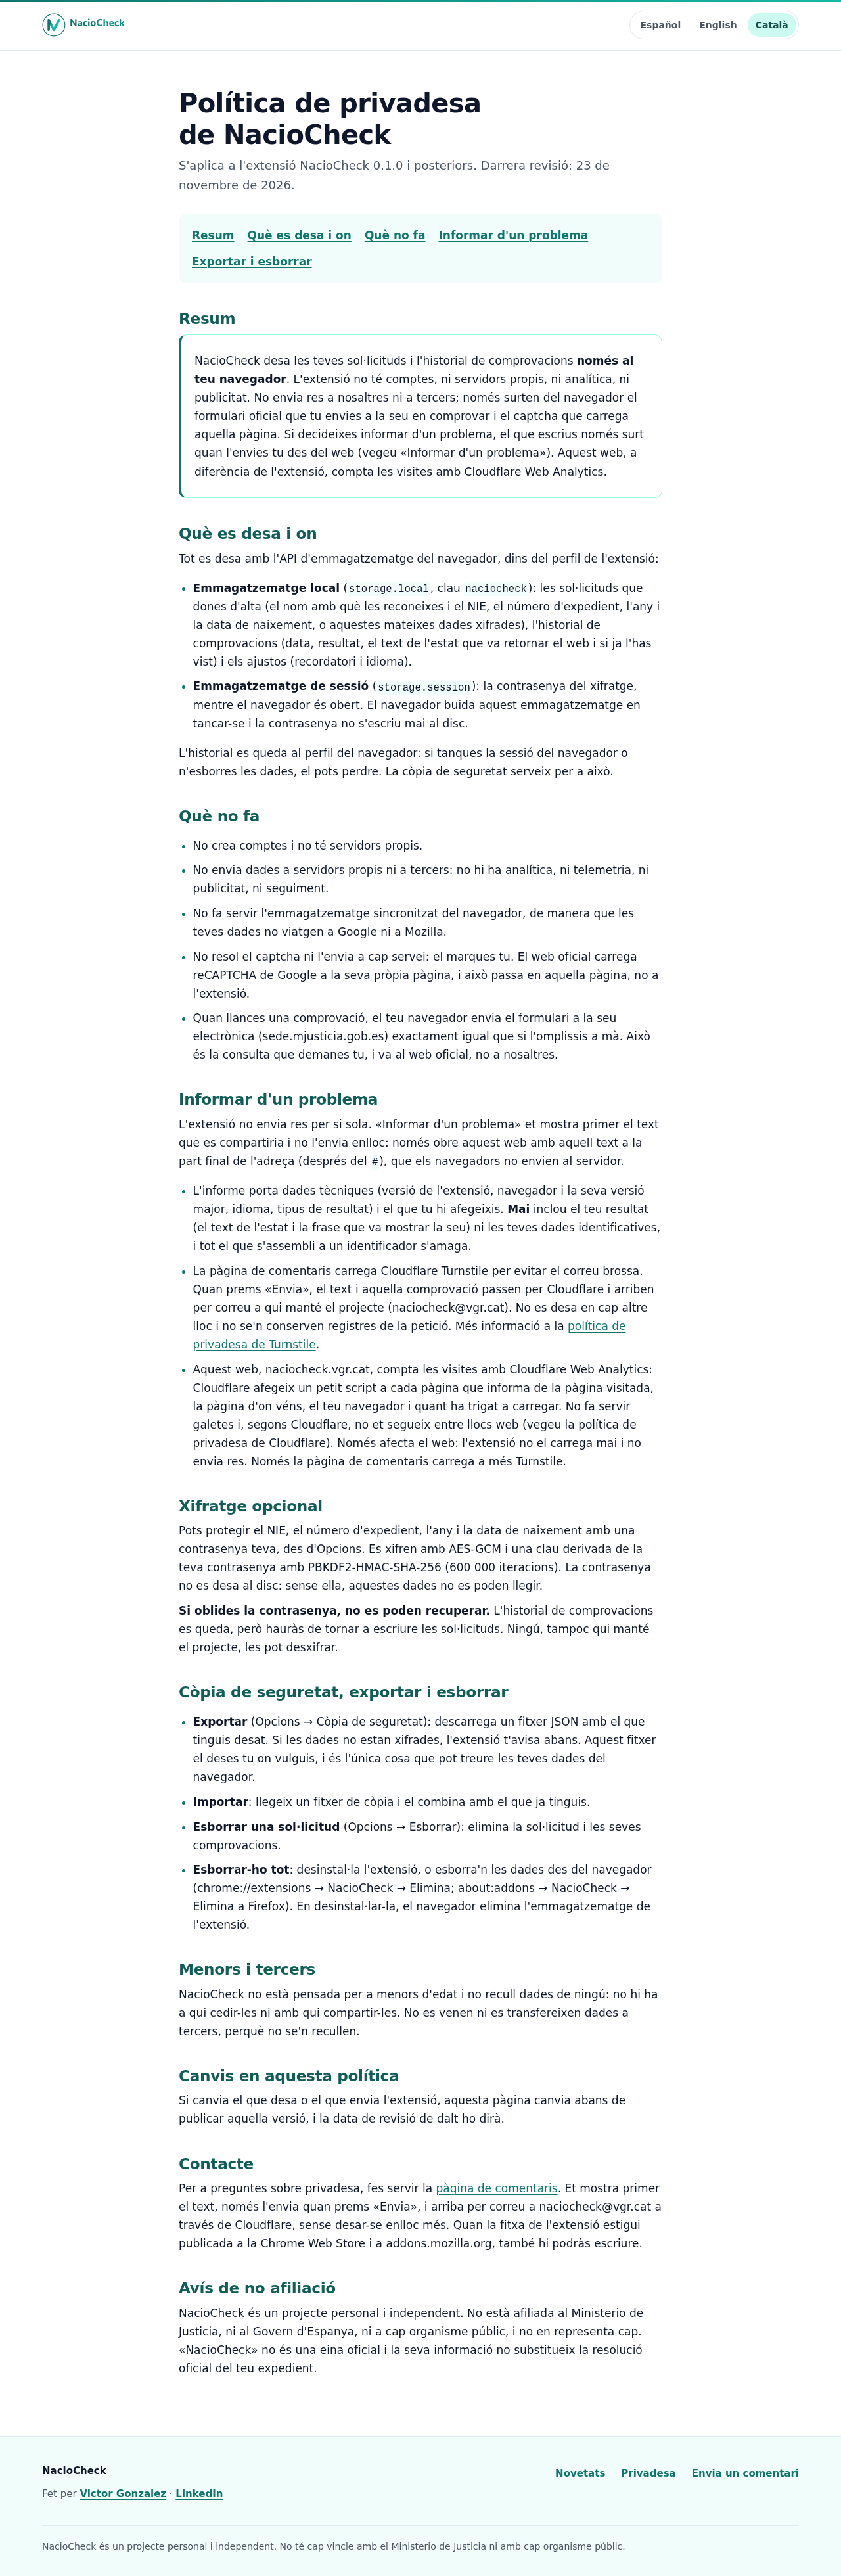 NacioCheck
Español English Català
Política de privadesa
de NacioCheck
S'aplica a l'extensió NacioCheck 0.1.0 i posteriors. Darrera revisió: 23 de
novembre de 2026.
Resum Què es desa i on Què no fa Informar d'un problema
Exportar i esborrar
Resum
NacioCheck desa les teves sol·licituds i l'historial de comprovacions només al
teu navegador. L'extensió no té comptes, ni servidors propis, ni analítica, ni
publicitat. No envia res a nosaltres ni a tercers; només surten del navegador el
formulari oficial que tu envies a la seu en comprovar i el captcha que carrega
aquella pàgina. Si decideixes informar d'un problema, el que escrius només surt
quan l'envies tu des del web (vegeu «Informar d'un problema»). Aquest web, a
diferència de l'extensió, compta les visites amb Cloudflare Web Analytics.
Què es desa i on
Tot es desa amb l'API d'emmagatzematge del navegador, dins del perfil de l'extensió:
• Emmagatzematge local (storage.local, clau naciocheck): les sol·licituds que
dones d'alta (el nom amb què les reconeixes i el NIE, el número d'expedient, l'any i
la data de naixement, o aquestes mateixes dades xifrades), l'historial de
comprovacions (data, resultat, el text de l'estat que va retornar el web i si ja l'has
vist) i els ajustos (recordatori i idioma).
• Emmagatzematge de sessió (storage.session): la contrasenya del xifratge,
mentre el navegador és obert. El navegador buida aquest emmagatzematge en
tancar-se i la contrasenya no s'escriu mai al disc.
L'historial es queda al perfil del navegador: si tanques la sessió del navegador o
n'esborres les dades, el pots perdre. La còpia de seguretat serveix per a això.
Què no fa
• No crea comptes i no té servidors propis.
• No envia dades a servidors propis ni a tercers: no hi ha analítica, ni telemetria, ni
publicitat, ni seguiment.
• No fa servir l'emmagatzematge sincronitzat del navegador, de manera que les
teves dades no viatgen a Google ni a Mozilla.
• No resol el captcha ni l'envia a cap servei: el marques tu. El web oficial carrega
reCAPTCHA de Google a la seva pròpia pàgina, i això passa en aquella pàgina, no a
l'extensió.
• Quan llances una comprovació, el teu navegador envia el formulari a la seu
electrònica (sede.mjusticia.gob.es) exactament igual que si l'omplissis a mà. Això
és la consulta que demanes tu, i va al web oficial, no a nosaltres.
Informar d'un problema
L'extensió no envia res per si sola. «Informar d'un problema» et mostra primer el text
que es compartiria i no l'envia enlloc: només obre aquest web amb aquell text a la
part final de l'adreça (després del #), que els navegadors no envien al servidor.
• L'informe porta dades tècniques (versió de l'extensió, navegador i la seva versió
major, idioma, tipus de resultat) i el que tu hi afegeixis. Mai inclou el teu resultat
(el text de l'estat i la frase que va mostrar la seu) ni les teves dades identificatives,
i tot el que s'assembli a un identificador s'amaga.
• La pàgina de comentaris carrega Cloudflare Turnstile per evitar el correu brossa.
Quan prems «Envia», el text i aquella comprovació passen per Cloudflare i arriben
per correu a qui manté el projecte (naciocheck@vgr.cat). No es desa en cap altre
lloc i no se'n conserven registres de la petició. Més informació a la política de
privadesa de Turnstile.
• Aquest web, naciocheck.vgr.cat, compta les visites amb Cloudflare Web Analytics:
Cloudflare afegeix un petit script a cada pàgina que informa de la pàgina visitada,
la pàgina d'on véns, el teu navegador i quant ha trigat a carregar. No fa servir
galetes i, segons Cloudflare, no et segueix entre llocs web (vegeu la política de
privadesa de Cloudflare). Només afecta el web: l'extensió no el carrega mai i no
envia res. Només la pàgina de comentaris carrega a més Turnstile.
Xifratge opcional
Pots protegir el NIE, el número d'expedient, l'any i la data de naixement amb una
contrasenya teva, des d'Opcions. Es xifren amb AES-GCM i una clau derivada de la
teva contrasenya amb PBKDF2-HMAC-SHA-256 (600 000 iteracions). La contrasenya
no es desa al disc: sense ella, aquestes dades no es poden llegir.
Si oblides la contrasenya, no es poden recuperar. L'historial de comprovacions
es queda, però hauràs de tornar a escriure les sol·licituds. Ningú, tampoc qui manté
el projecte, les pot desxifrar.
Còpia de seguretat, exportar i esborrar
• Exportar (Opcions → Còpia de seguretat): descarrega un fitxer JSON amb el que
tinguis desat. Si les dades no estan xifrades, l'extensió t'avisa abans. Aquest fitxer
el deses tu on vulguis, i és l'única cosa que pot treure les teves dades del
navegador.
• Importar: llegeix un fitxer de còpia i el combina amb el que ja tinguis.
• Esborrar una sol·licitud (Opcions → Esborrar): elimina la sol·licitud i les seves
comprovacions.
• Esborrar-ho tot: desinstal·la l'extensió, o esborra'n les dades des del navegador
(chrome://extensions → NacioCheck → Elimina; about:addons → NacioCheck →
Elimina a Firefox). En desinstal·lar-la, el navegador elimina l'emmagatzematge de
l'extensió.
Menors i tercers
NacioCheck no està pensada per a menors d'edat i no recull dades de ningú: no hi ha
a qui cedir-les ni amb qui compartir-les. No es venen ni es transfereixen dades a
tercers, perquè no se'n recullen.
Canvis en aquesta política
Si canvia el que desa o el que envia l'extensió, aquesta pàgina canvia abans de
publicar aquella versió, i la data de revisió de dalt ho dirà.
Contacte
Per a preguntes sobre privadesa, fes servir la pàgina de comentaris. Et mostra primer
el text, només l'envia quan prems «Envia», i arriba per correu a naciocheck@vgr.cat a
través de Cloudflare, sense desar-se enlloc més. Quan la fitxa de l'extensió estigui
publicada a la Chrome Web Store i a addons.mozilla.org, també hi podràs escriure.
Avís de no afiliació
NacioCheck és un projecte personal i independent. No està afiliada al Ministerio de
Justicia, ni al Govern d'Espanya, ni a cap organisme públic, i no en representa cap.
«NacioCheck» no és una eina oficial i la seva informació no substitueix la resolució
oficial del teu expedient.
NacioCheck
Fet per Victor Gonzalez · LinkedIn
Novetats Privadesa Envia un comentari
NacioCheck és un projecte personal i independent. No té cap vincle amb el Ministerio de Justicia ni amb cap organisme públic.